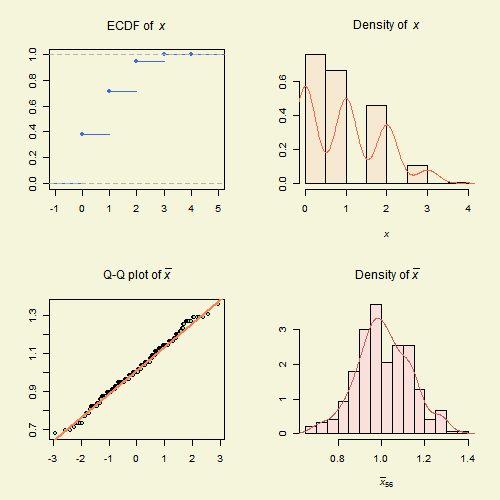 ECDF of x
Density of x
0.0 0.2 0.4 0.6 0.8 1.0
-1 0 1 2 3 4 5
0.0 0.2 0.4 0.6
0 1 2 3 4
x
Q-Q plot of x̅
Density of x̅
0.7 0.9 1.1 1.3
-3 -2 -1 0 1 2 3
0 1 2 3
0.8 1.0 1.2 1.4
x̅56